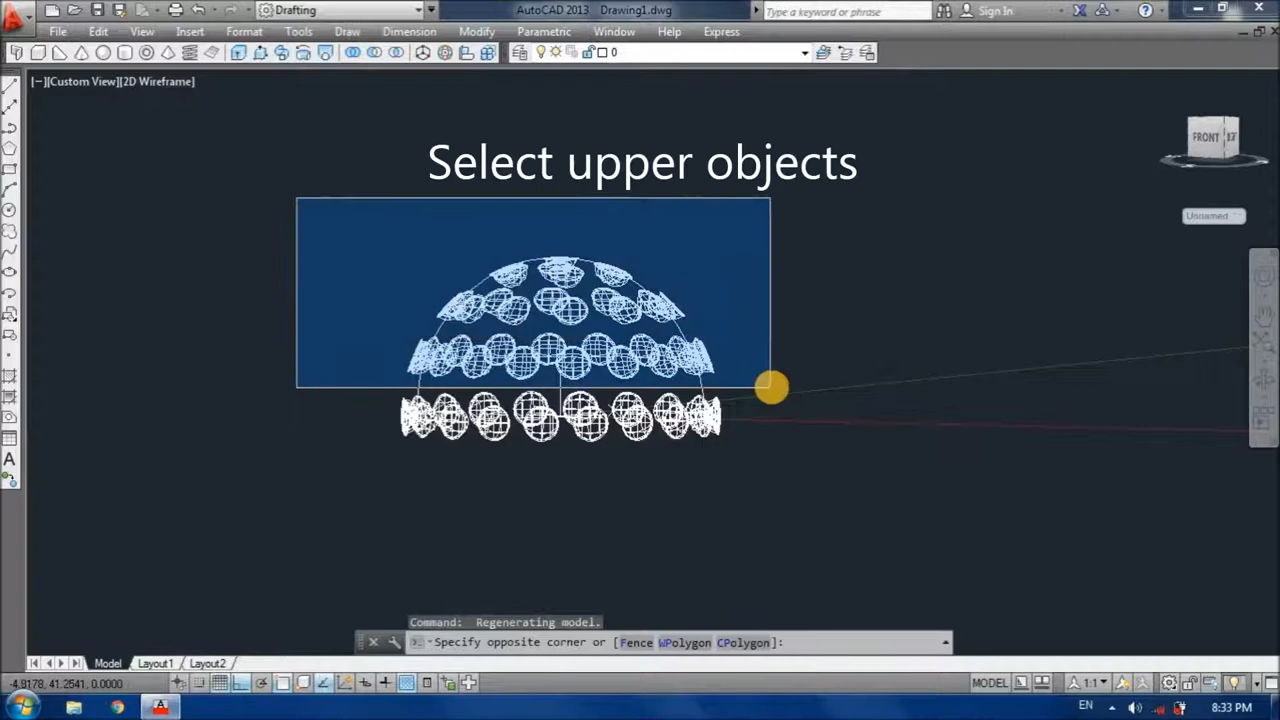 Drafting
AutoCAD 2013 Drawing1.dwg
Type a keyword or phrase
Sign In
File Edit View Insert Format Tools Draw Dimension Modify Parametric Window Help Express
0
[−][Custom View][2D Wireframe]
FRONT
Select upper objects
Unnamed
A
Command: Regenerating model.
Specify opposite corner or [Fence WPolygon CPolygon]:
Model Layout1 Layout2
-4.8178, 41.2541, 0.0000
MODEL
1:1
EN
8:33 PM